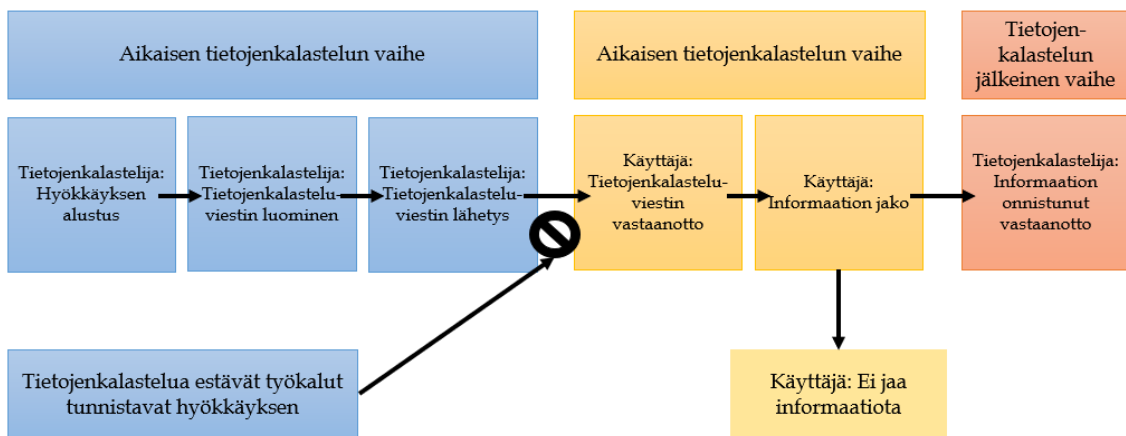 Aikaisen tietojenkalastelun vaihe
Aikaisen tietojenkalastelun vaihe
Tietojen-
kalastelun
jälkeinen vaihe
Tietojenkalastelija:
Hyökkäyksen
alustus
Tietojenkalastelija:
Tietojenkalastelu-
viestin luominen
Tietojenkalastelija:
Tietojenkalastelu-
viestin lähetys
Käyttäjä:
Tietojenkalastelu-
viestin
vastaanotto
Käyttäjä:
Informaation jako
Tietojenkalastelija:
Informaation
onnistunut
vastaanotto
Tietojenkalastelua estävät työkalut
tunnistavat hyökkäyksen
Käyttäjä: Ei jaa
informaatiota